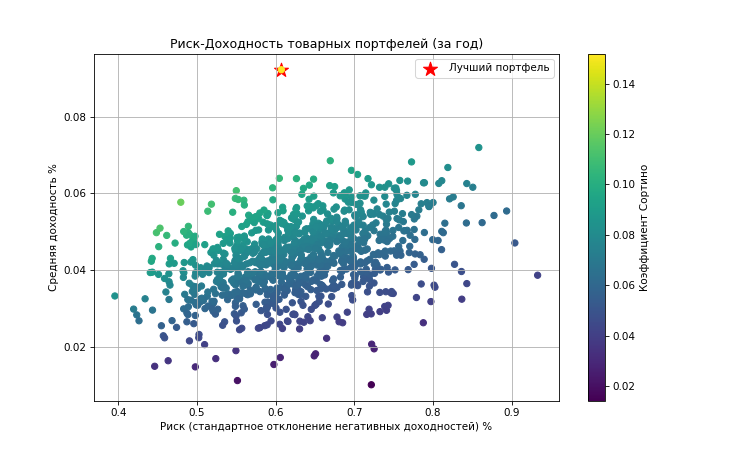 Риск-Доходность товарных портфелей (за год)
Лучший портфель
Средняя доходность %
0.08
0.06
0.04
0.02
0.4 0.5 0.6 0.7 0.8 0.9
Риск (стандартное отклонение негативных доходностей) %
0.14
0.12
0.10
0.08
0.06
0.04
0.02
Коэффициент Сортино